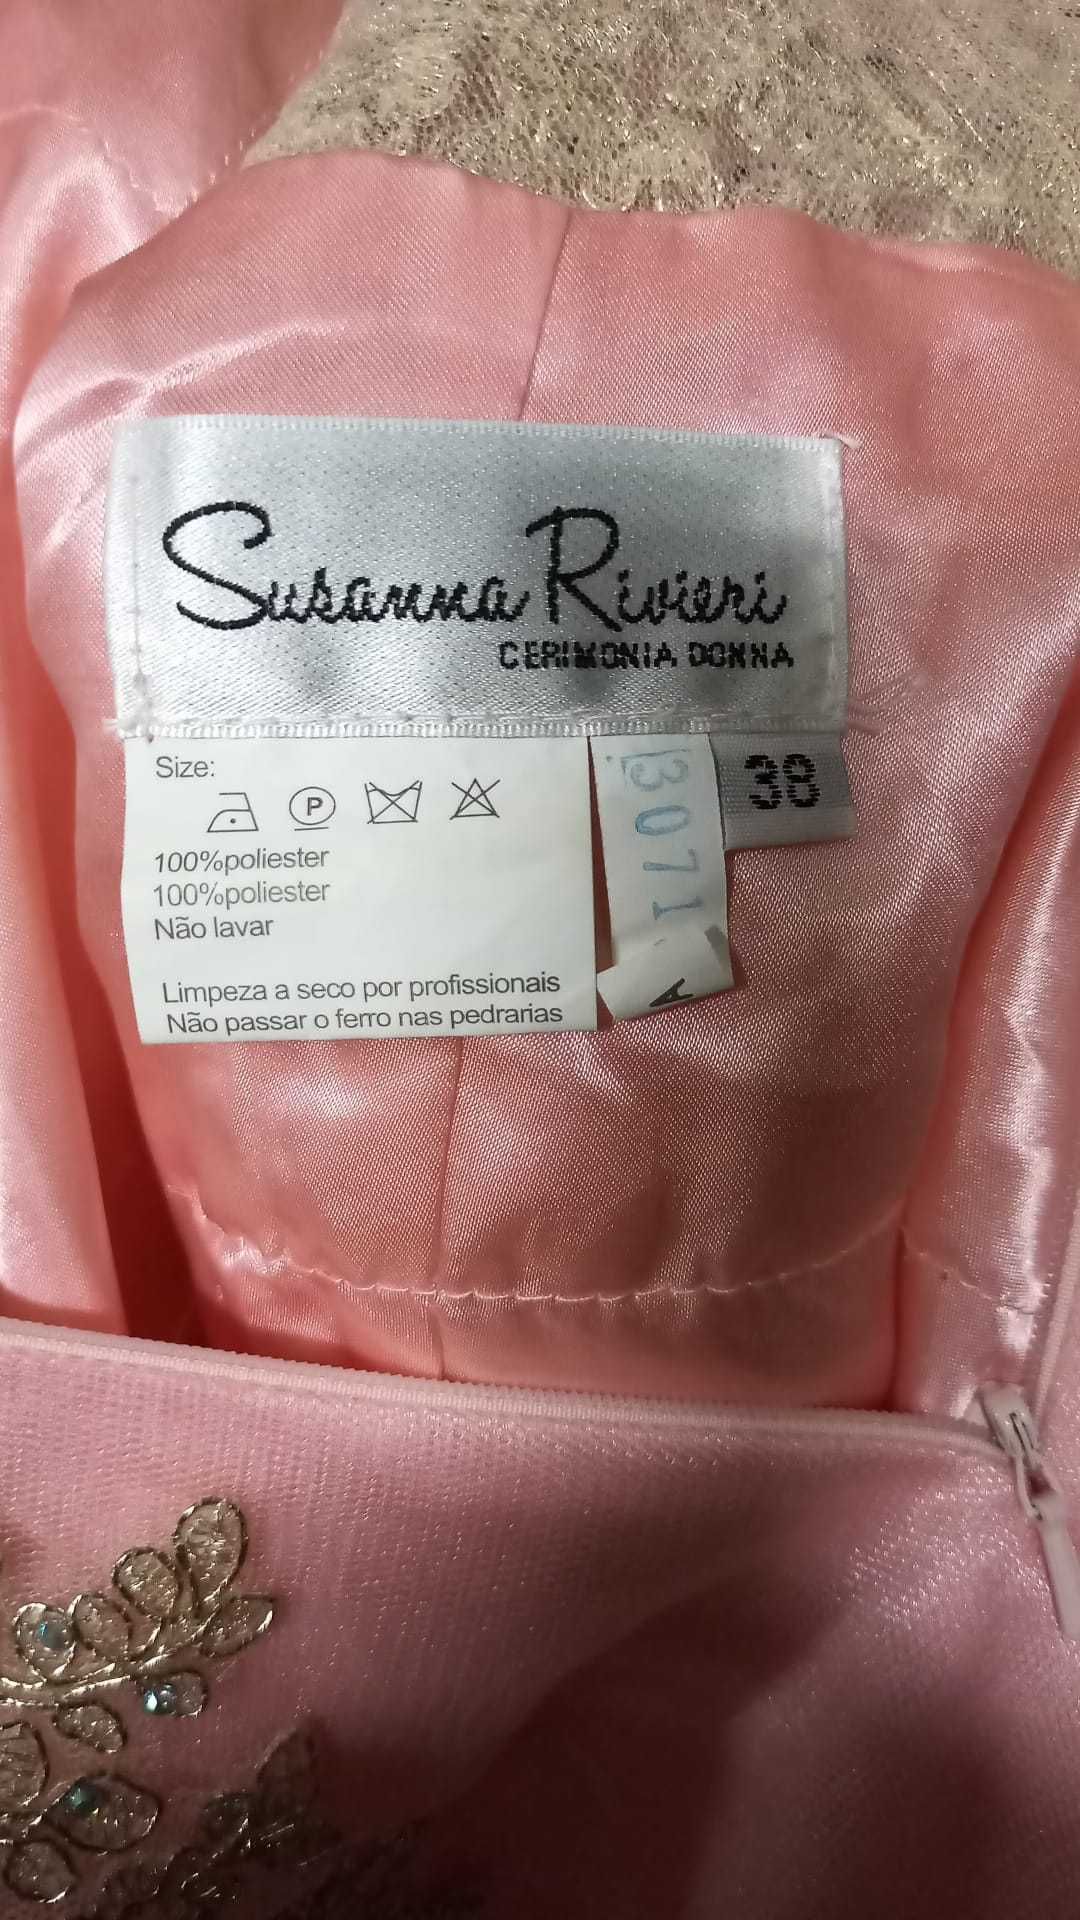 Susanna Rivieri
CERIMONIA DONNA
Size:
P
100%poliester
100%poliester
Não lavar
Limpeza a seco por profissionais
Não passar o ferro nas pedrarias
3071
A
38